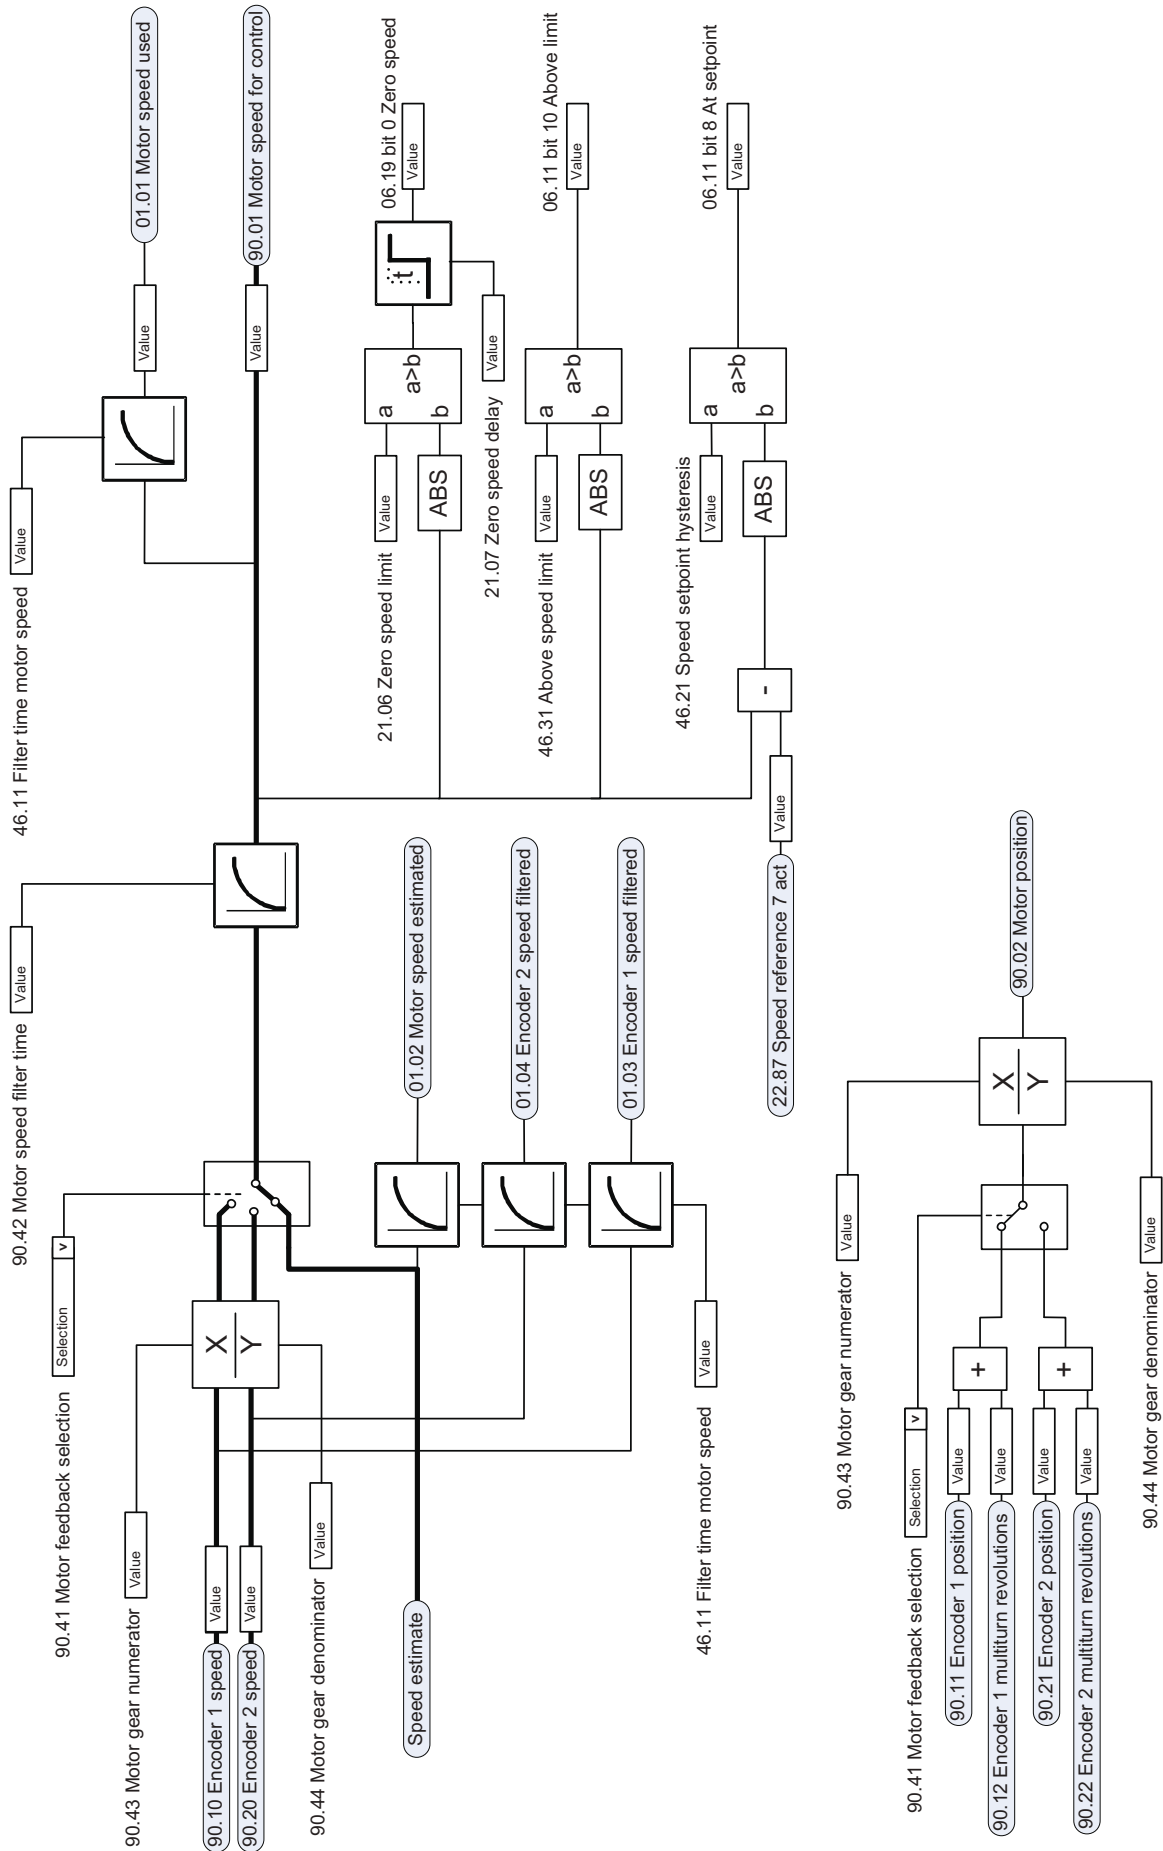 46.11 Filter time motor speed
Value
01.01 Motor speed used
Value
90.01 Motor speed for control
Value
90.42 Motor speed filter time
Value
90.41 Motor feedback selection
Selection
v
90.43 Motor gear numerator
Value
X
Y
90.10 Encoder 1 speed
Value
90.20 Encoder 2 speed
Value
90.44 Motor gear denominator
Value
Speed estimate
01.02 Motor speed estimated
01.04 Encoder 2 speed filtered
01.03 Encoder 1 speed filtered
46.11 Filter time motor speed
Value
21.06 Zero speed limit
Value
ABS
a
a>b
b
t
06.19 bit 0 Zero speed
Value
21.07 Zero speed delay
Value
46.31 Above speed limit
Value
ABS
a
a>b
b
06.11 bit 10 Above limit
Value
46.21 Speed setpoint hysteresis
Value
ABS
a
a>b
b
06.11 bit 8 At setpoint
Value
-
22.87 Speed reference 7 act
Value
90.43 Motor gear numerator
Value
90.41 Motor feedback selection
Selection
v
90.11 Encoder 1 position
Value
+
90.12 Encoder 1 multiturn revolutions
Value
90.21 Encoder 2 position
Value
+
90.22 Encoder 2 multiturn revolutions
Value
X
Y
90.02 Motor position
90.44 Motor gear denominator
Value